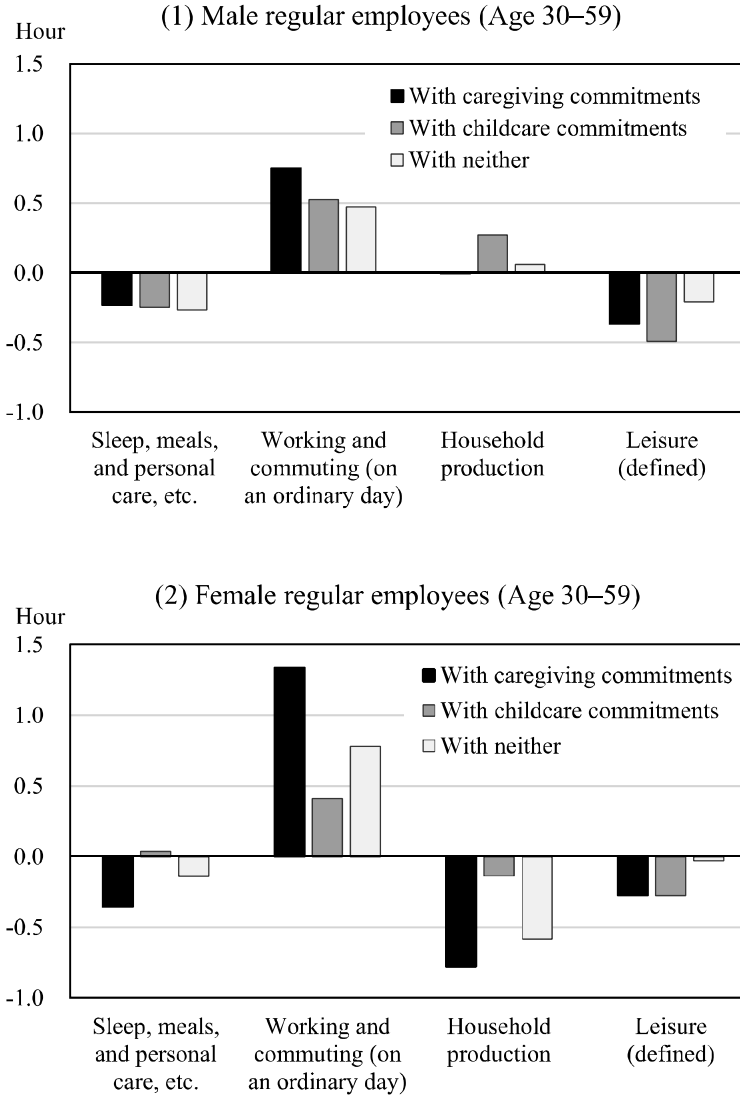 (1) Male regular employees (Age 30–59)
Hour
1.5
1.0
0.5
0.0
-0.5
-1.0
With caregiving commitments
With childcare commitments
With neither
Sleep, meals,
and personal
care, etc.
Working and
commuting (on
an ordinary day)
Household
production
Leisure
(defined)
(2) Female regular employees (Age 30–59)
Hour
1.5
1.0
0.5
0.0
-0.5
-1.0
With caregiving commitments
With childcare commitments
With neither
Sleep, meals,
and personal
care, etc.
Working and
commuting (on
an ordinary day)
Household
production
Leisure
(defined)